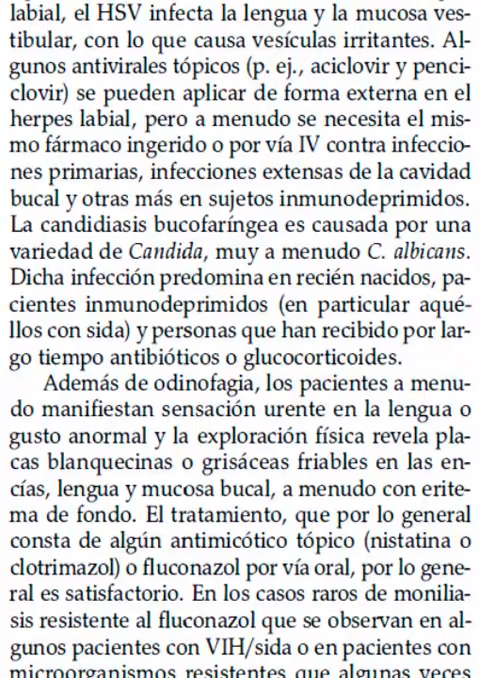 labial, el HSV infecta la lengua y la mucosa ves-
tibular, con lo que causa vesículas irritantes. Al-
gunos antivirales tópicos (p. ej., aciclovir y penci-
clovir) se pueden aplicar de forma externa en el
herpes labial, pero a menudo se necesita el mis-
mo fármaco ingerido o por vía IV contra infeccio-
nes primarias, infecciones extensas de la cavidad
bucal y otras más en sujetos inmunodeprimidos.
La candidiasis bucofaríngea es causada por una
variedad de Candida, muy a menudo C. albicans.
Dicha infección predomina en recién nacidos, pa-
cientes inmunodeprimidos (en particular aqué-
llos con sida) y personas que han recibido por lar-
go tiempo antibióticos o glucocorticoides.
Además de odinofagia, los pacientes a menu-
do manifiestan sensación urente en la lengua o
gusto anormal y la exploración física revela pla-
cas blanquecinas o grisáceas friables en las en-
cías, lengua y mucosa bucal, a menudo con erite-
ma de fondo. El tratamiento, que por lo general
consta de algún antimicótico tópico (nistatina o
clotrimazol) o fluconazol por vía oral, por lo gene-
ral es satisfactorio. En los casos raros de monilia-
sis resistente al fluconazol que se observan en al-
gunos pacientes con VIH/sida o en pacientes con
microorganismos resistentes que algunas veces